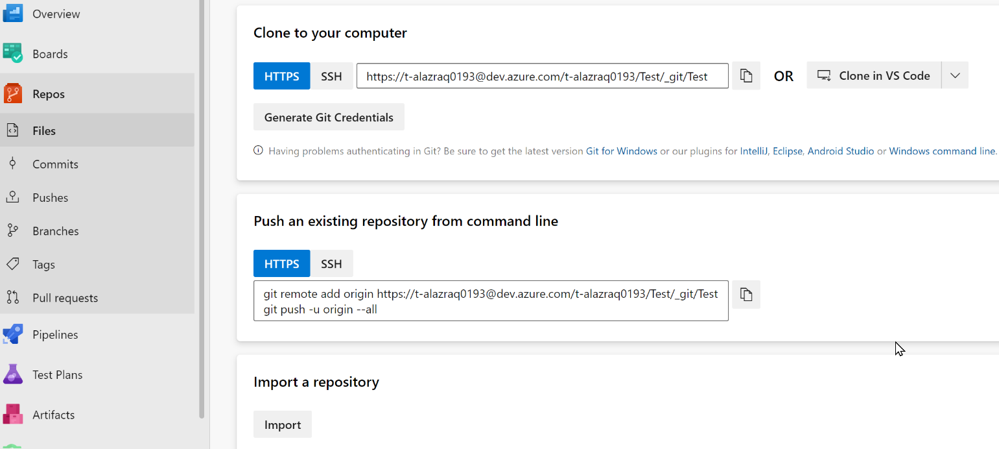 Overview
Boards
Repos
Files
Commits
Pushes
Branches
Tags
Pull requests
Pipelines
Test Plans
Artifacts
Clone to your computer
HTTPS SSH https://t-alazraq0193@dev.azure.com/t-alazraq0193/Test/_git/Test OR Clone in VS Code
Generate Git Credentials
Having problems authenticating in Git? Be sure to get the latest version Git for Windows or our plugins for IntelliJ, Eclipse, Android Studio or Windows command line.
Push an existing repository from command line
HTTPS SSH
git remote add origin https://t-alazraq0193@dev.azure.com/t-alazraq0193/Test/_git/Test
git push -u origin --all
Import a repository
Import